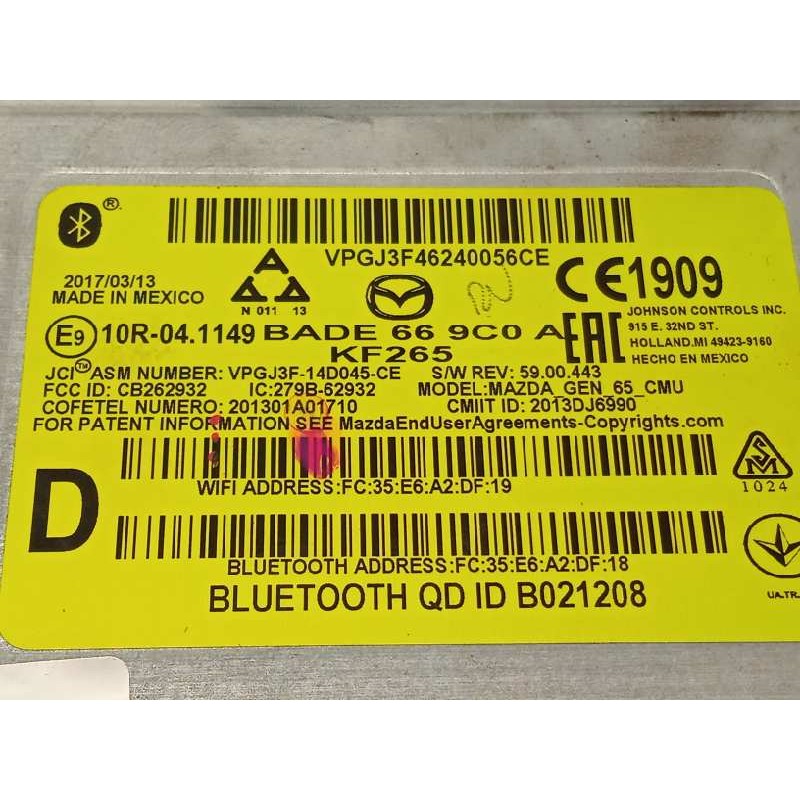 ®
VPGJ3F46240056CE
2017/03/13
MADE IN MEXICO
N 011 13
CE1909
JOHNSON CONTROLS INC.
915 E. 32ND ST.
HOLLAND,MI 49423-9160
HECHO EN MEXICO
E9 10R-04.1149 BADE 66 9C0 A EAC
KF265
JCI™ASM NUMBER: VPGJ3F-14D045-CE S/W REV: 59.00.443
FCC ID: CB262932 IC:279B-62932 MODEL:MAZDA_GEN_65_CMU
COFETEL NUMERO: 201301A01710 CMIIT ID: 2013DJ6990
FOR PATENT INFORMATION SEE MazdaEndUserAgreements-Copyrights.com
D
WIFI ADDRESS:FC:35:E6:A2:DF:19
1024
BLUETOOTH ADDRESS:FC:35:E6:A2:DF:18
BLUETOOTH QD ID B021208
UA.TR.